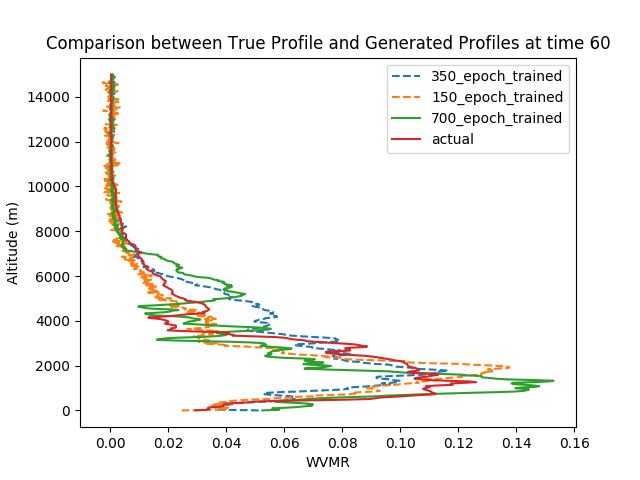 Comparison between True Profile and Generated Profiles at time 60
350_epoch_trained
150_epoch_trained
700_epoch_trained
actual
Altitude (m)
14000
12000
10000
8000
6000
4000
2000
0
0.00 0.02 0.04 0.06 0.08 0.10 0.12 0.14 0.16
WVMR